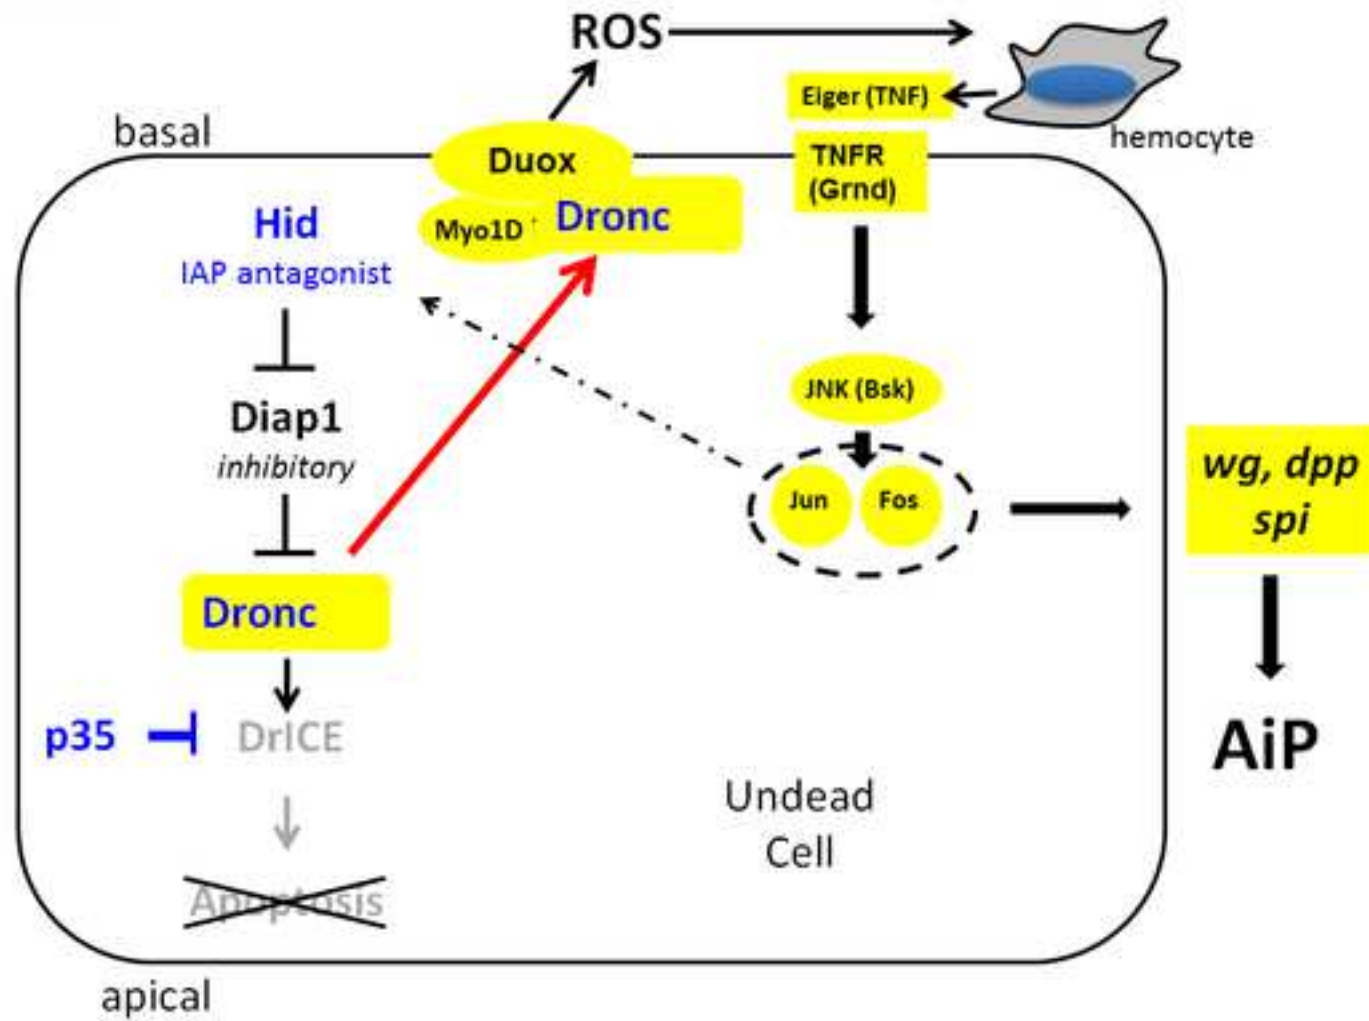 ROS
Eiger (TNF)
hemocyte
basal
Duox
TNFR
(Grnd)
Hid
IAP antagonist
Myo1D
Dronc
JNK (Bsk)
Diap1
inhibitory
Jun
Fos
wg, dpp
spi
Dronc
p35
DrICE
AiP
Undead
Cell
Apoptosis
apical